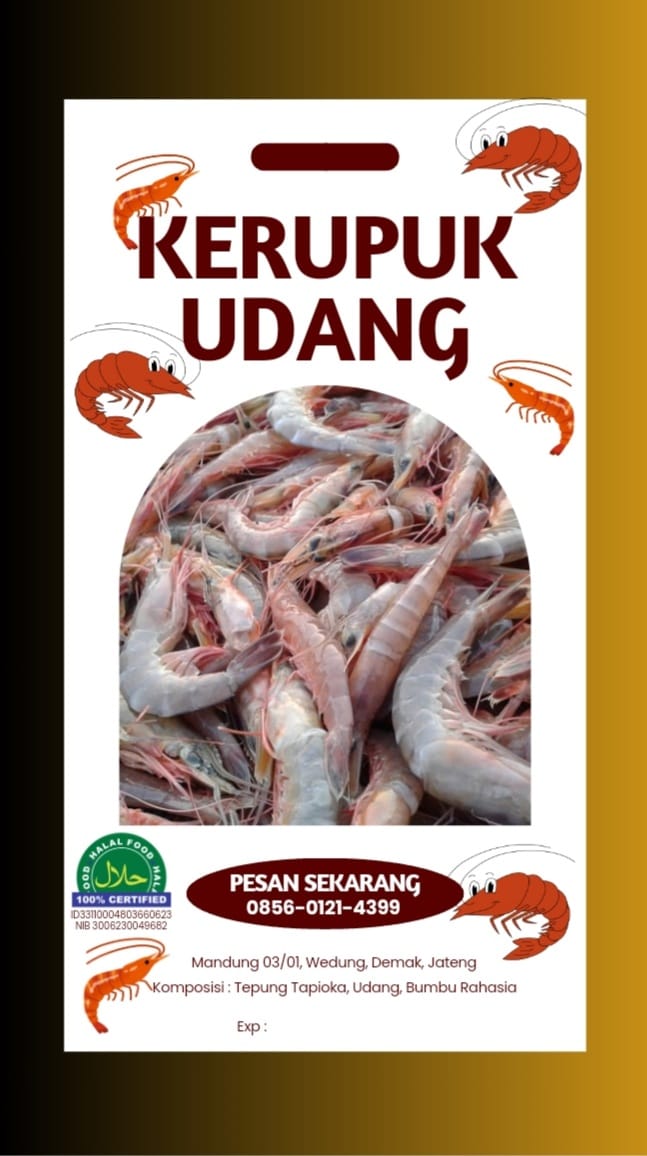 KERUPUK
UDANG
HALAL FOOD HALAL FOOD
حلال
100% CERTIFIED
ID33110004803660623
NIB 3006230049682
PESAN SEKARANG
0856-0121-4399
Mandung 03/01, Wedung, Demak, Jateng
Komposisi : Tepung Tapioka, Udang, Bumbu Rahasia
Exp :